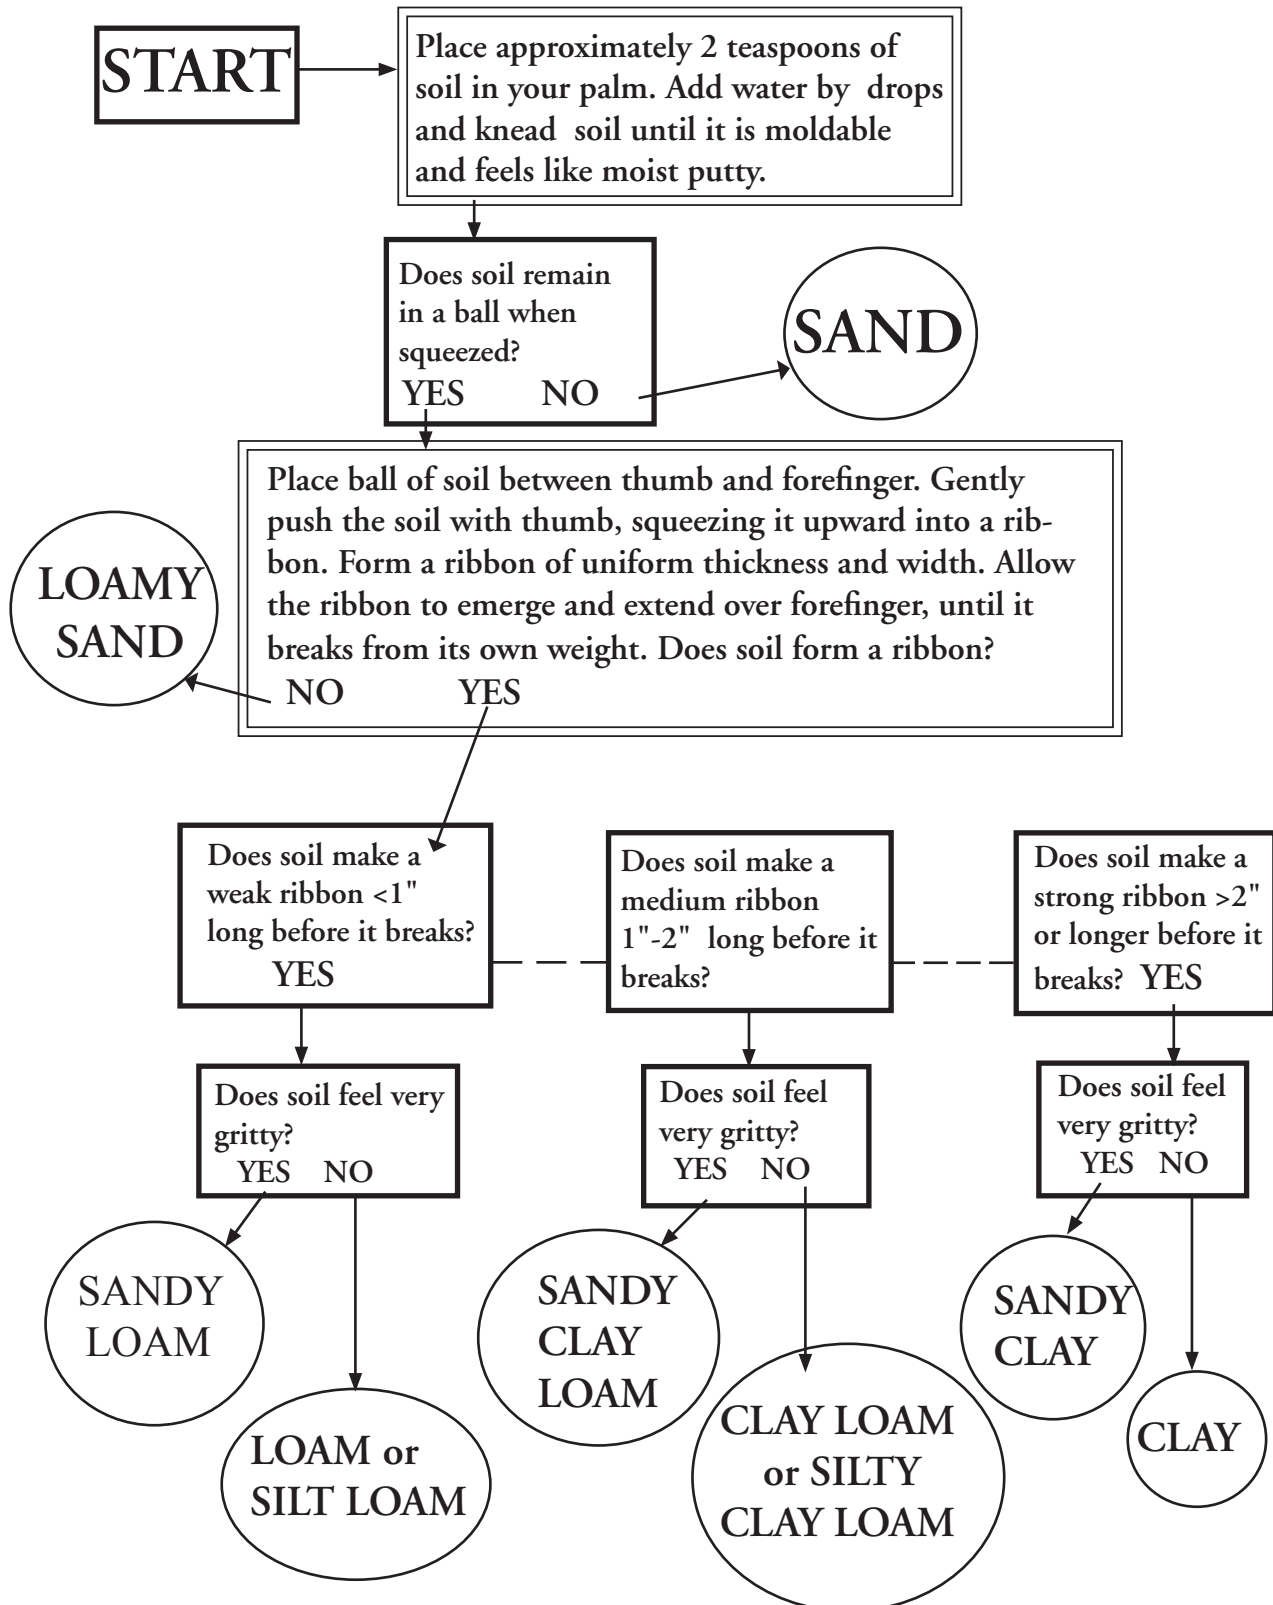 START
Place approximately 2 teaspoons of
soil in your palm. Add water by drops
and knead soil until it is moldable
and feels like moist putty.
Does soil remain
in a ball when
squeezed?
YES NO
SAND
Place ball of soil between thumb and forefinger. Gently
push the soil with thumb, squeezing it upward into a rib-
bon. Form a ribbon of uniform thickness and width. Allow
the ribbon to emerge and extend over forefinger, until it
breaks from its own weight. Does soil form a ribbon?
NO YES
LOAMY
SAND
Does soil make a
weak ribbon <1"
long before it breaks?
YES
Does soil make a
medium ribbon
1"-2" long before it
breaks?
Does soil make a
strong ribbon >2"
or longer before it
breaks? YES
Does soil feel very
gritty?
YES NO
Does soil feel
very gritty?
YES NO
Does soil feel
very gritty?
YES NO
SANDY
LOAM
LOAM or
SILT LOAM
SANDY
CLAY
LOAM
CLAY LOAM
or SILTY
CLAY LOAM
SANDY
CLAY
CLAY